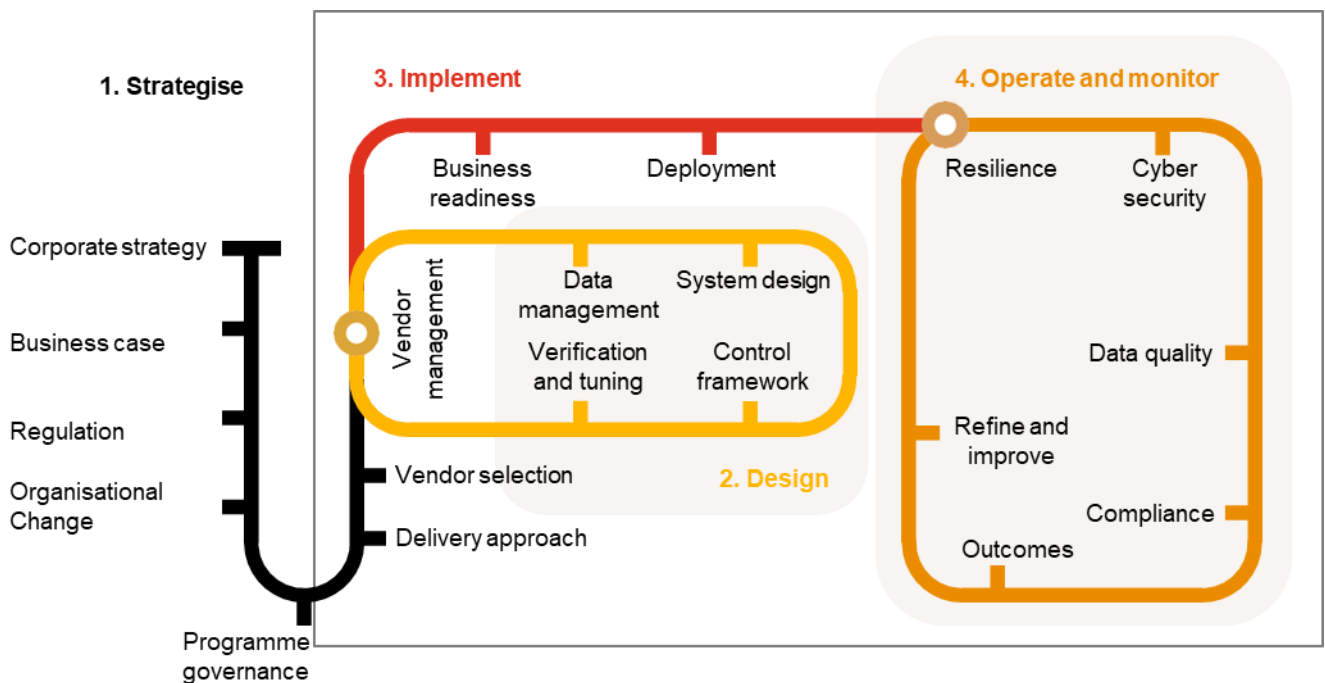 1. Strategise
3. Implement
4. Operate and monitor
Business
readiness
Deployment
Resilience
Cyber
security
Corporate strategy
Business case
Regulation
Organisational
Change
Programme
governance
Vendor
management
Data
management
System design
Verification
and tuning
Control
framework
2. Design
Vendor selection
Delivery approach
Data quality
Refine and
improve
Compliance
Outcomes